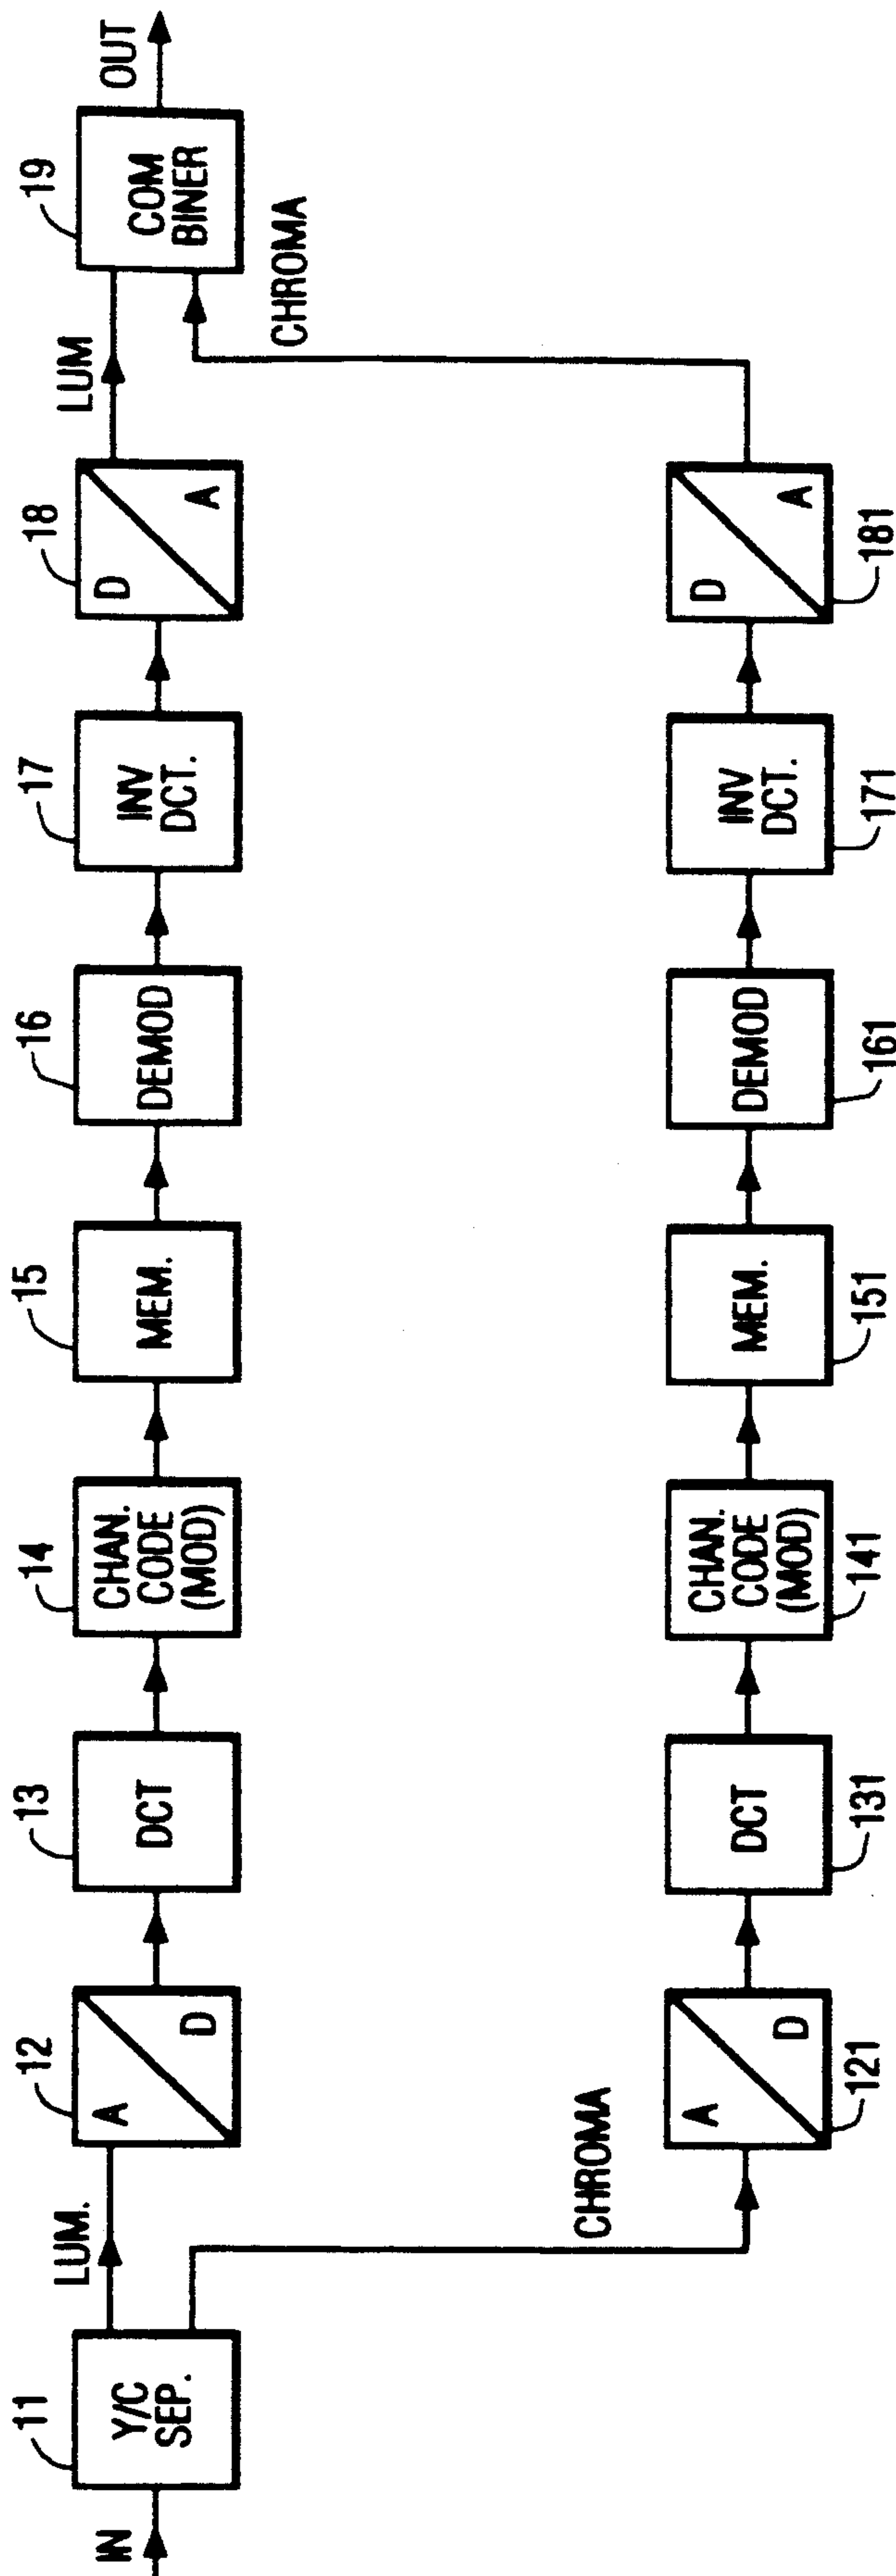 IN
11
Y/C
SEP.
LUM.
CHROMA
12
A
D
13
DCT
14
CHAN.
CODE
(MOD)
15
MEM.
16
DEMOD
17
INV
DCT.
18
D
A
LUM
19
COM
BINER
OUT
CHROMA
A
D
121
DCT
131
CHAN.
CODE
(MOD)
141
MEM.
151
DEMOD
161
INV
DCT.
171
D
A
181